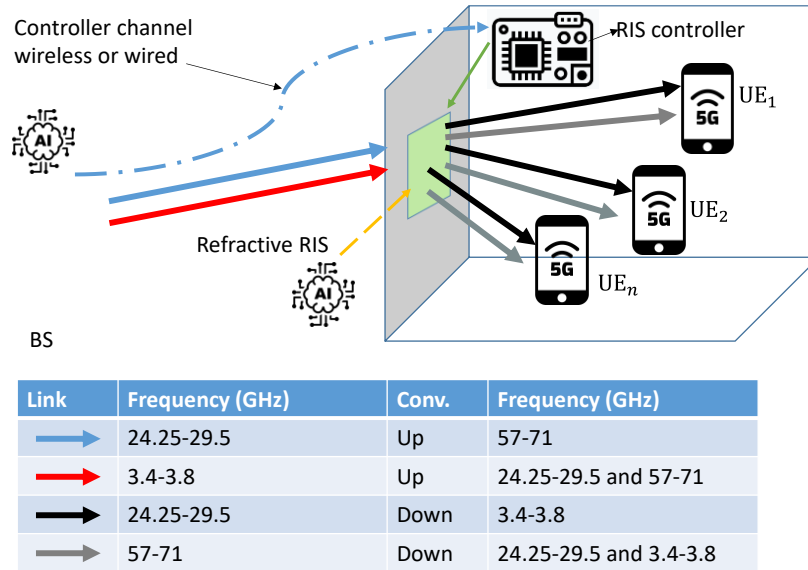 Controller channel
wireless or wired
RIS controller
AI
5G
UE1
5G
UE2
Refractive RIS
AI
5G
UEn
BS
Link Frequency (GHz) Conv. Frequency (GHz)
24.25-29.5 Up 57-71
3.4-3.8 Up 24.25-29.5 and 57-71
24.25-29.5 Down 3.4-3.8
57-71 Down 24.25-29.5 and 3.4-3.8